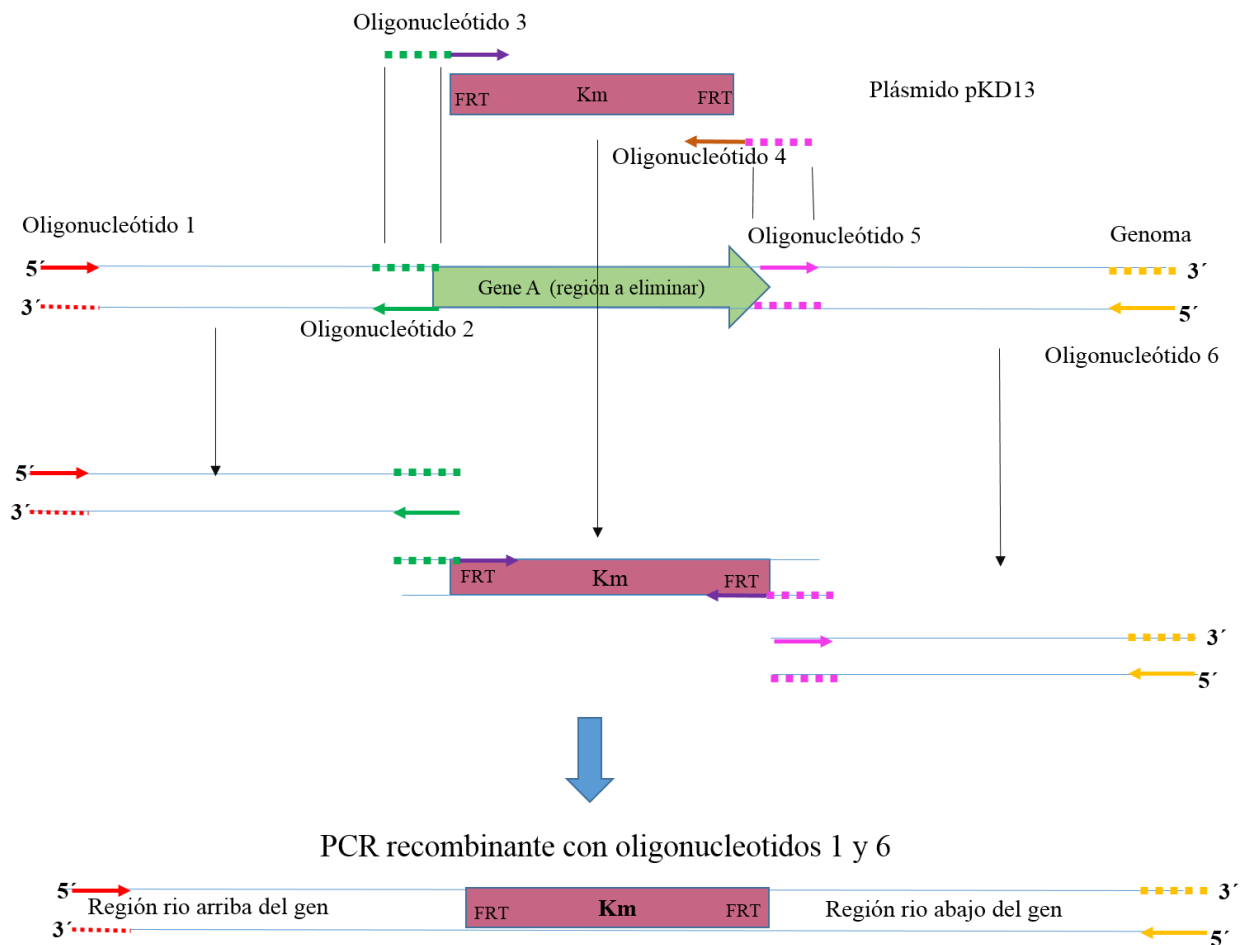 Oligonucleótido 3
FRT Km FRT
Plásmido pKD13
Oligonucleótido 4
Oligonucleótido 1
Oligonucleótido 5
Genoma
5´ 3´
Gene A (región a eliminar)
3´ 5´
Oligonucleótido 2
Oligonucleótido 6
5´
3´
FRT Km FRT
3´
5´
PCR recombinante con oligonucleotidos 1 y 6
5´ 3´
Región rio arriba del gen FRT Km FRT Región rio abajo del gen
3´ 5´